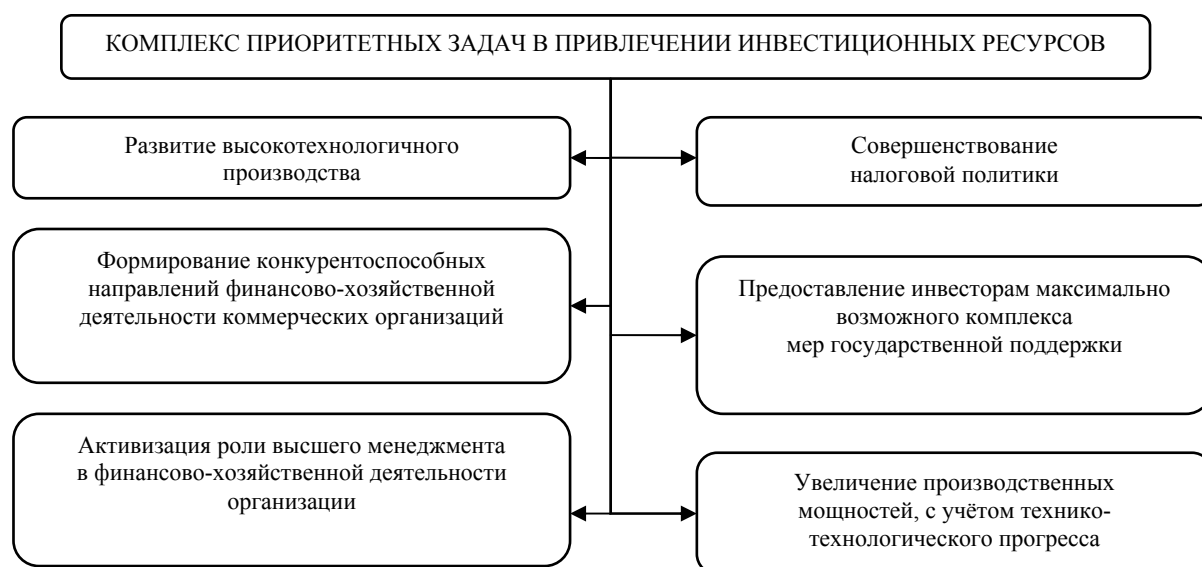 КОМПЛЕКС ПРИОРИТЕТНЫХ ЗАДАЧ В ПРИВЛЕЧЕНИИ ИНВЕСТИЦИОННЫХ РЕСУРСОВ
Развитие высокотехнологичного
производства
Совершенствование
налоговой политики
Формирование конкурентоспособных
направлений финансово-хозяйственной
деятельности коммерческих организаций
Предоставление инвесторам максимально
возможного комплекса
мер государственной поддержки
Активизация роли высшего менеджмента
в финансово-хозяйственной деятельности
организации
Увеличение производственных
мощностей, с учётом технико-
технологического прогресса